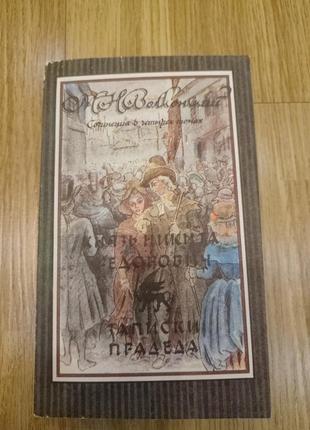 М.Н.Волконский
Сочинения в четырех томах
КНЯЗЬ НИКИТА
ФЕДОРОВИЧ
ЗАПИСКИ
ПРАДЕДА